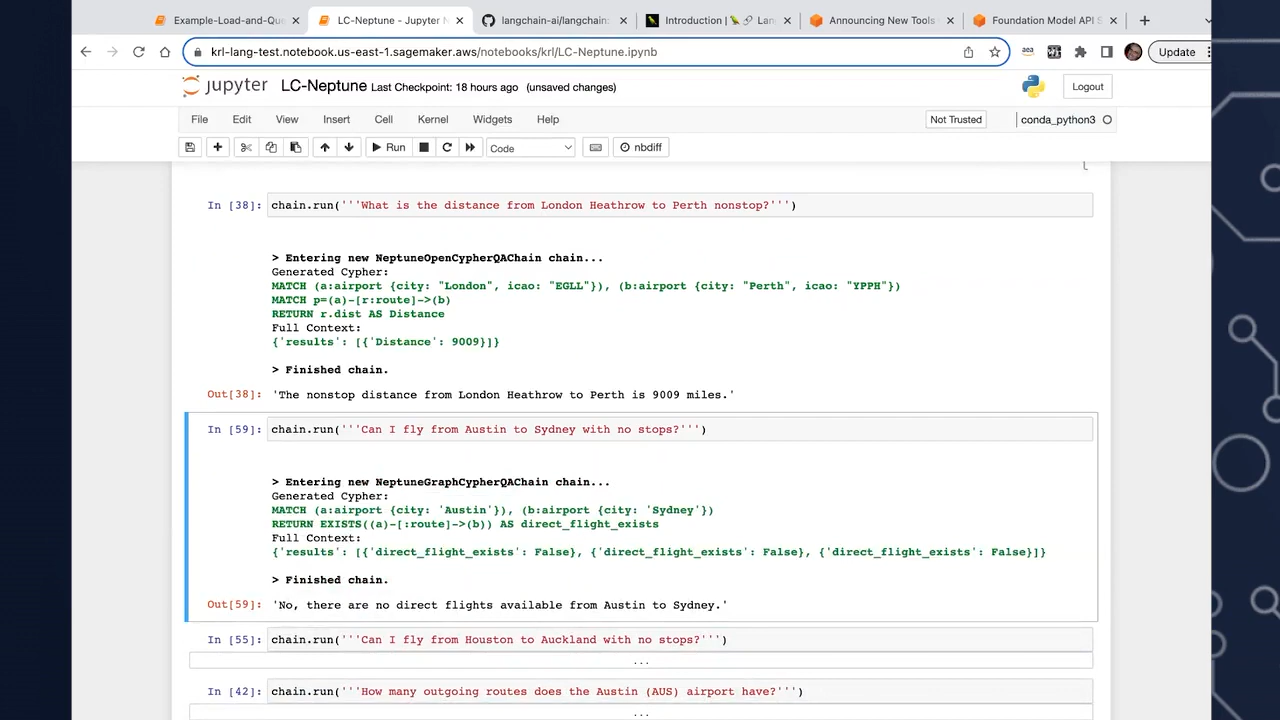 Example-Load-and-Qu
LC-Neptune - Jupyter N
langchain-ai/langchain:
Introduction | 🦜️🔗 Lan
Announcing New Tools
Foundation Model API S
krl-lang-test.notebook.us-east-1.sagemaker.aws/notebooks/krl/LC-Neptune.ipynb
Update
jupyter LC-Neptune Last Checkpoint: 18 hours ago (unsaved changes)
Logout
File Edit View Insert Cell Kernel Widgets Help
Not Trusted
conda_python3
Run
Code
nbdiff
In [38]: chain.run('''What is the distance from London Heathrow to Perth nonstop?''')
> Entering new NeptuneOpenCypherQAChain chain...
Generated Cypher:
MATCH (a:airport {city: "London", icao: "EGLL"}), (b:airport {city: "Perth", icao: "YPPH"})
MATCH p=(a)-[r:route]->(b)
RETURN r.dist AS Distance
Full Context:
{'results': [{'Distance': 9009}]}
> Finished chain.
Out[38]: 'The nonstop distance from London Heathrow to Perth is 9009 miles.'
In [59]: chain.run('''Can I fly from Austin to Sydney with no stops?''')
> Entering new NeptuneGraphCypherQAChain chain...
Generated Cypher:
MATCH (a:airport {city: 'Austin'}), (b:airport {city: 'Sydney'})
RETURN EXISTS((a)-[:route]->(b)) AS direct_flight_exists
Full Context:
{'results': [{'direct_flight_exists': False}, {'direct_flight_exists': False}, {'direct_flight_exists': False}]}
> Finished chain.
Out[59]: 'No, there are no direct flights available from Austin to Sydney.'
In [55]: chain.run('''Can I fly from Houston to Auckland with no stops?''')
...
In [42]: chain.run('''How many outgoing routes does the Austin (AUS) airport have?''')
...